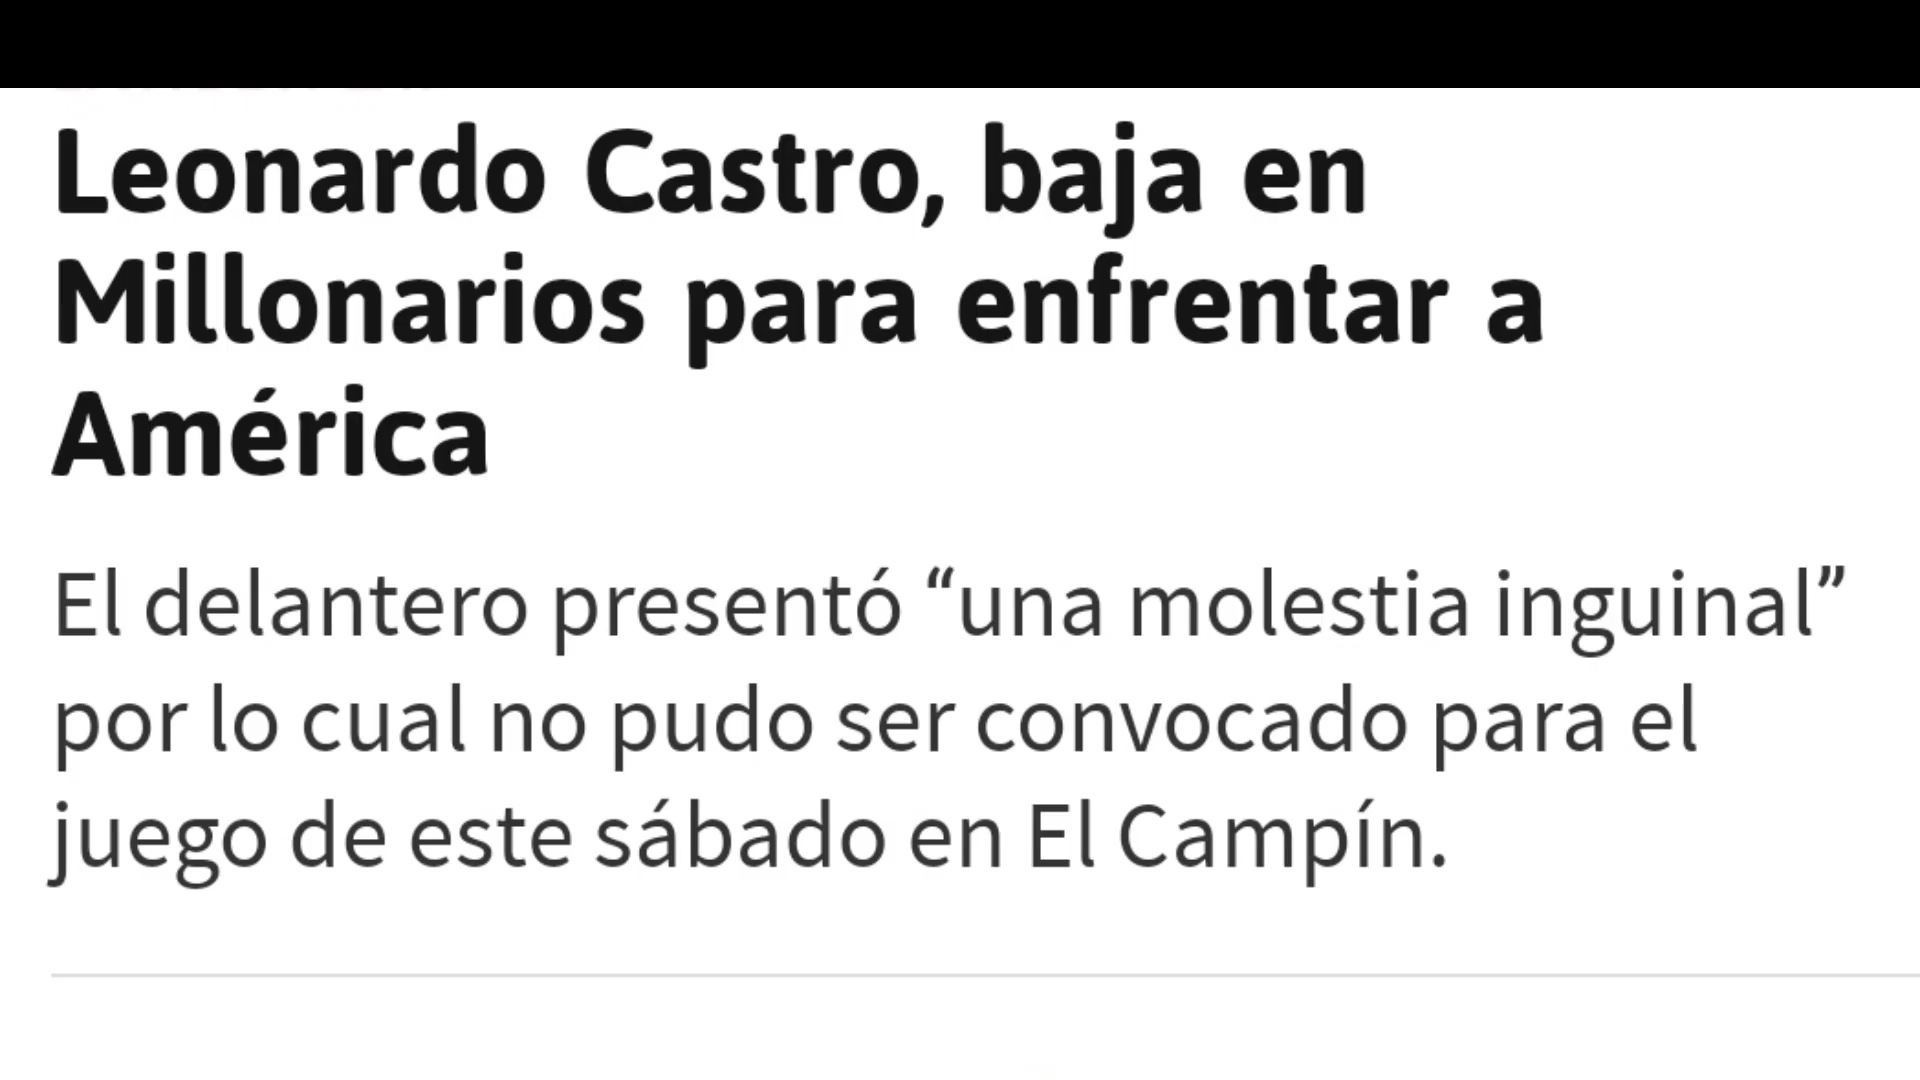 Leonardo Castro, baja en
Millonarios para enfrentar a
América
El delantero presentó “una molestia inguinal”
por lo cual no pudo ser convocado para el
juego de este sábado en El Campín.